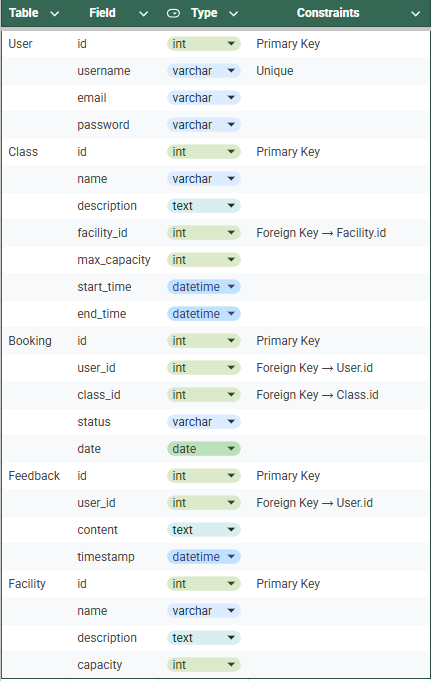 Table Field Type Constraints
User id int Primary Key
username varchar Unique
email varchar
password varchar
Class id int Primary Key
name varchar
description text
facility_id int Foreign Key → Facility.id
max_capacity int
start_time datetime
end_time datetime
Booking id int Primary Key
user_id int Foreign Key → User.id
class_id int Foreign Key → Class.id
status varchar
date date
Feedback id int Primary Key
user_id int Foreign Key → User.id
content text
timestamp datetime
Facility id int Primary Key
name varchar
description text
capacity int